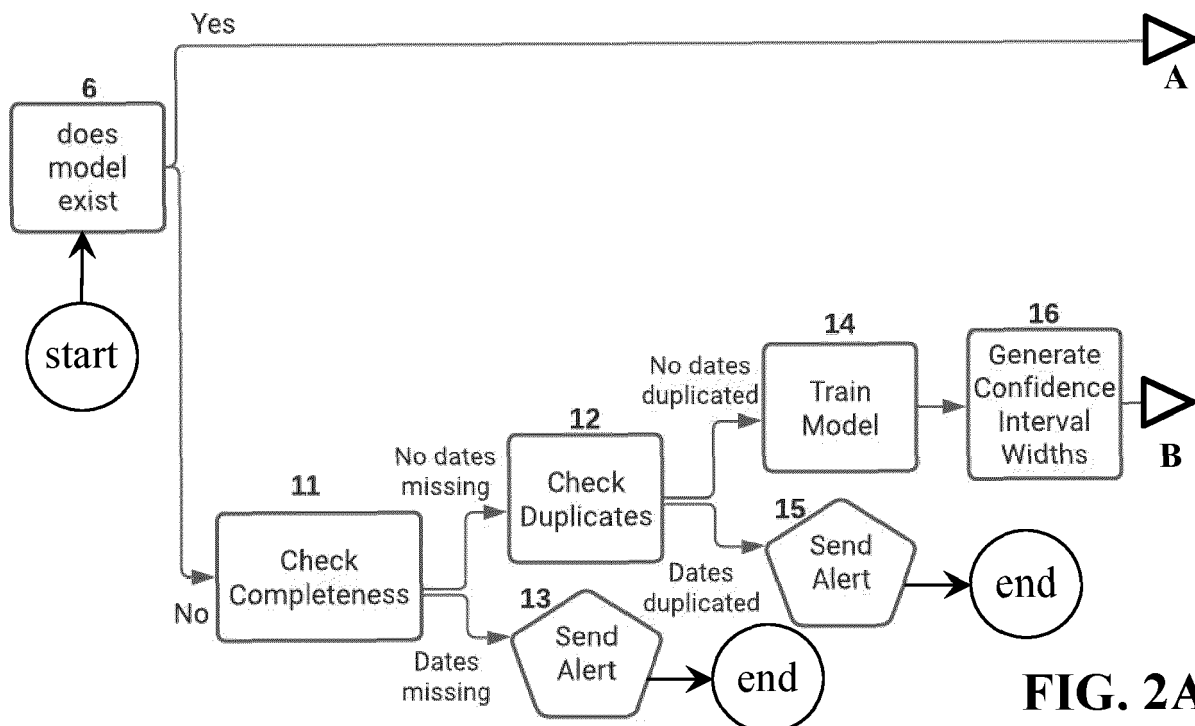 Yes
A
6
does
model
exist
start
No
11
Check
Completeness
No dates
missing
Dates
missing
12
Check
Duplicates
13
Send
Alert
end
No dates
duplicated
Dates
duplicated
14
Train
Model
15
Send
Alert
end
16
Generate
Confidence
Interval
Widths
B
FIG. 2A